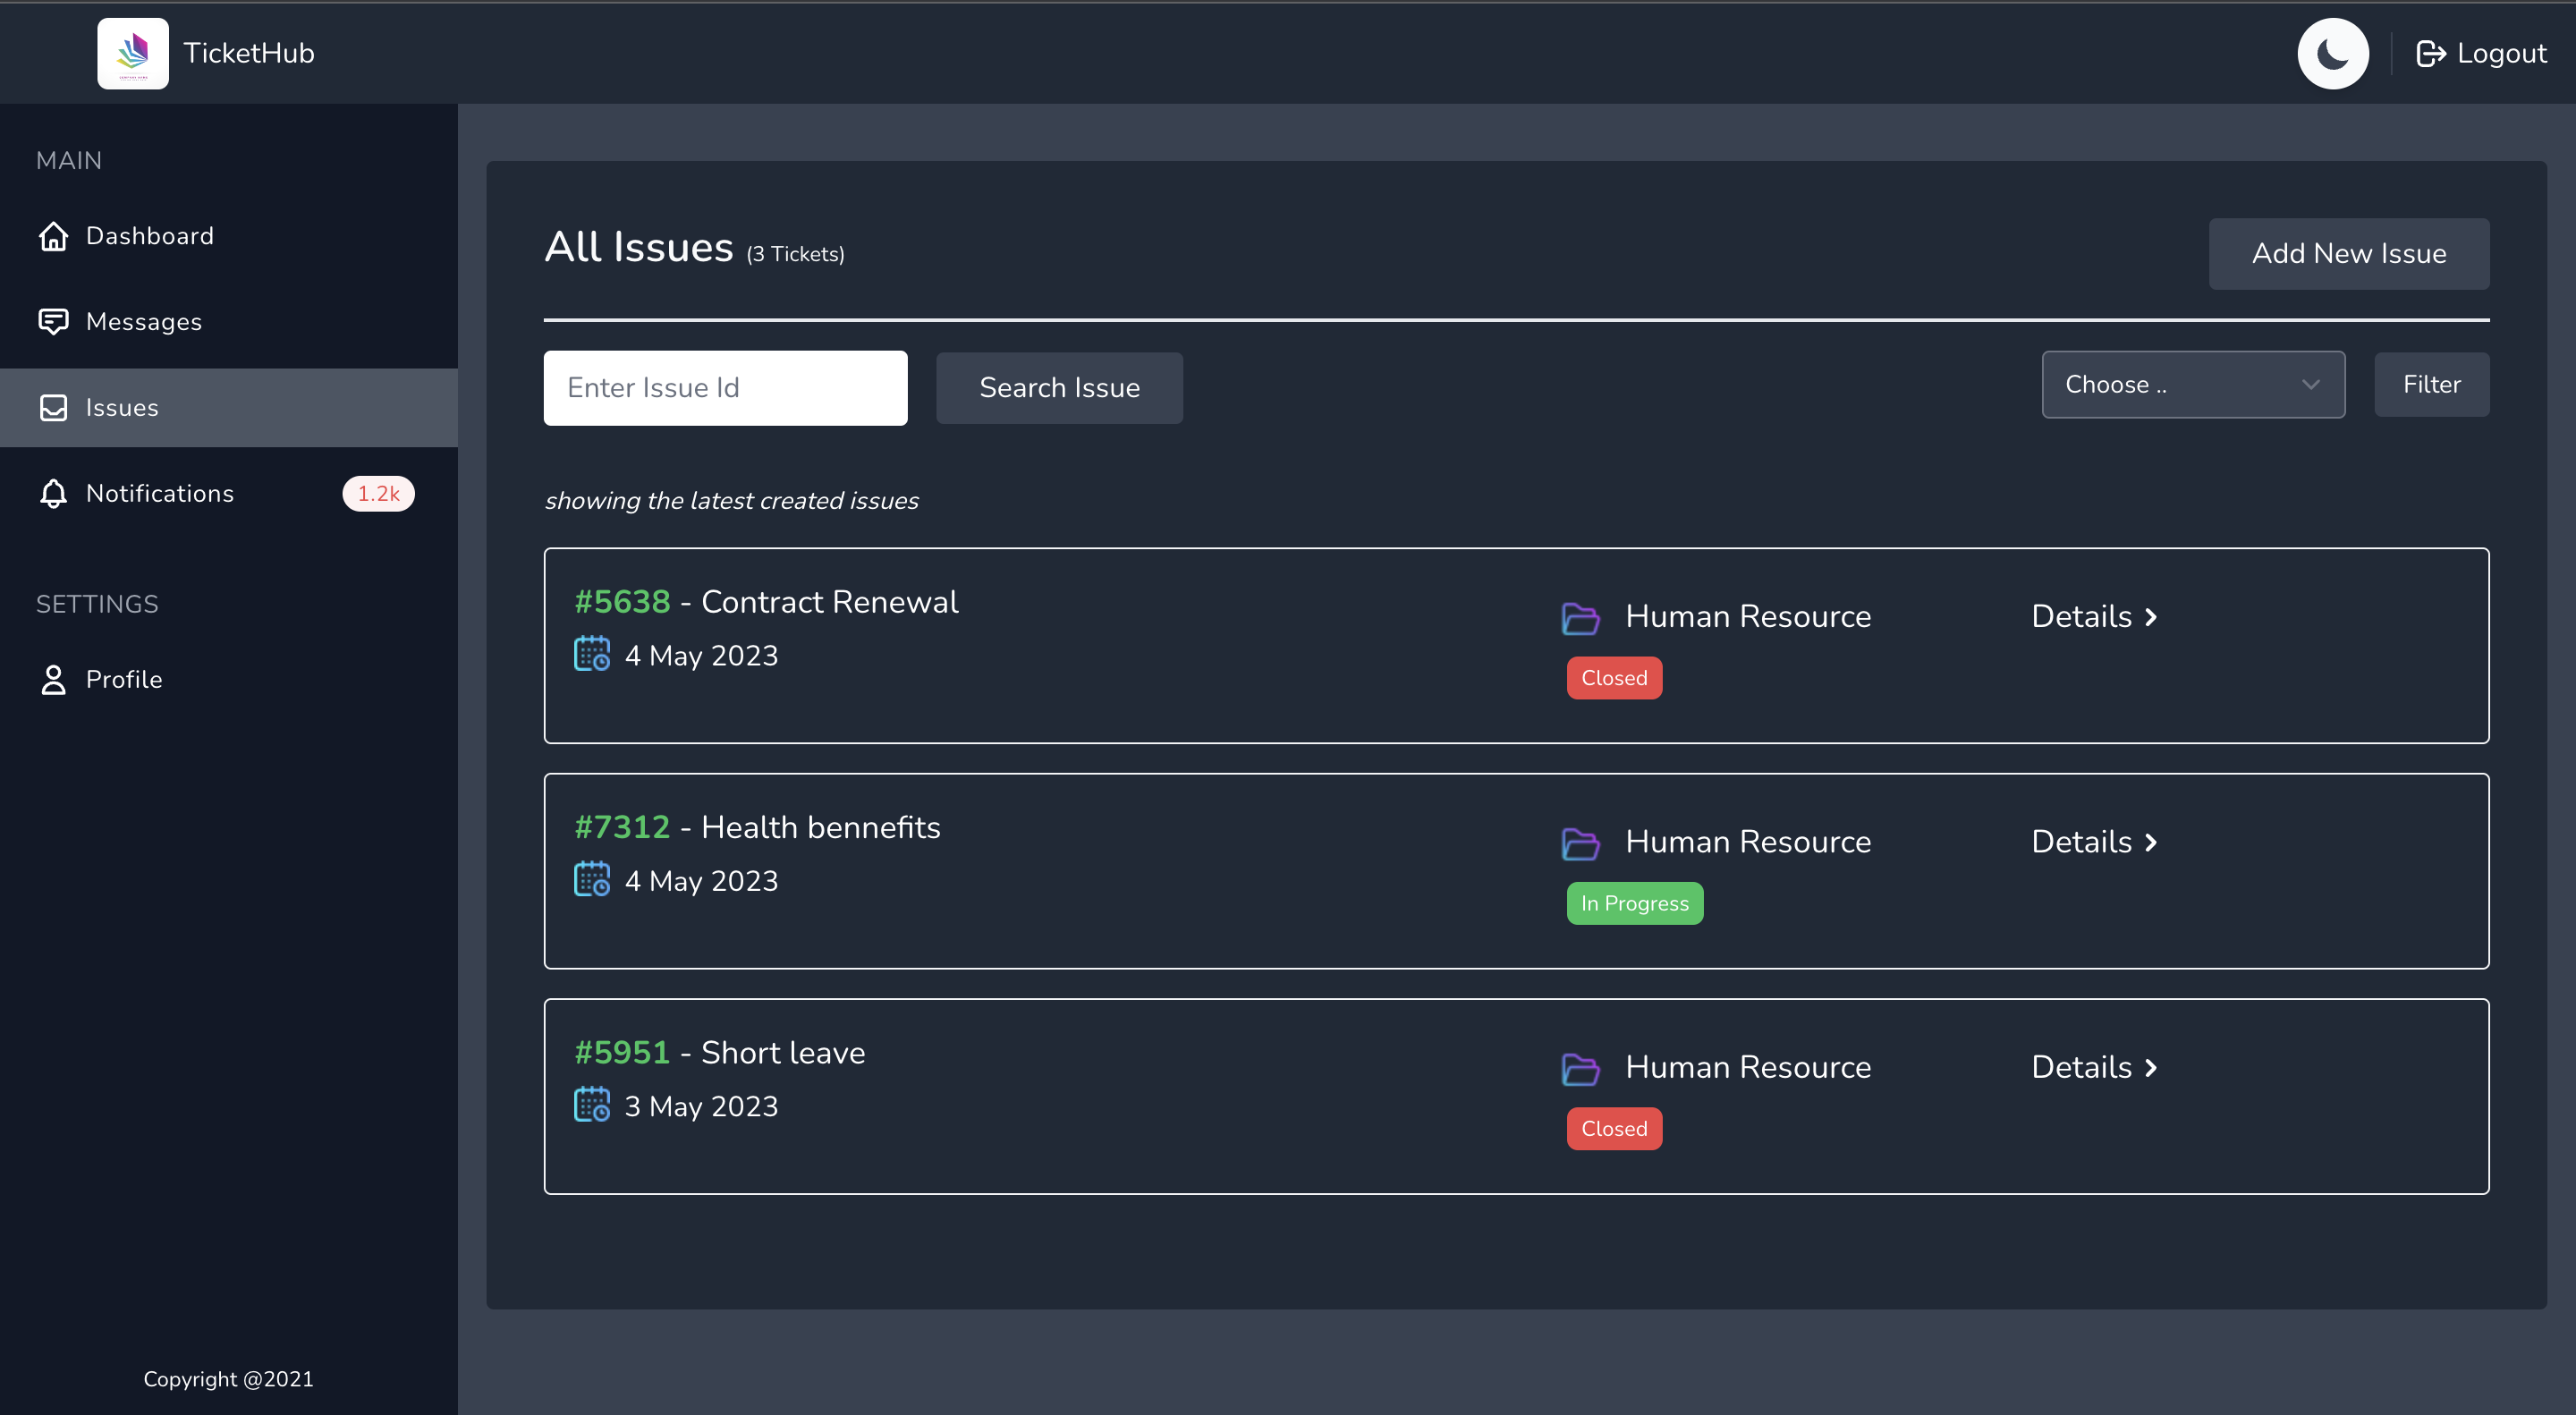 TicketHub
Logout
MAIN
Dashboard
Messages
Issues
Notifications 1.2k
SETTINGS
Profile
Copyright @2021
All Issues (3 Tickets)
Add New Issue
Enter Issue Id
Search Issue
Choose ..
Filter
showing the latest created issues
#5638 - Contract Renewal
4 May 2023
Human Resource
Closed
Details
#7312 - Health bennefits
4 May 2023
Human Resource
In Progress
Details
#5951 - Short leave
3 May 2023
Human Resource
Closed
Details